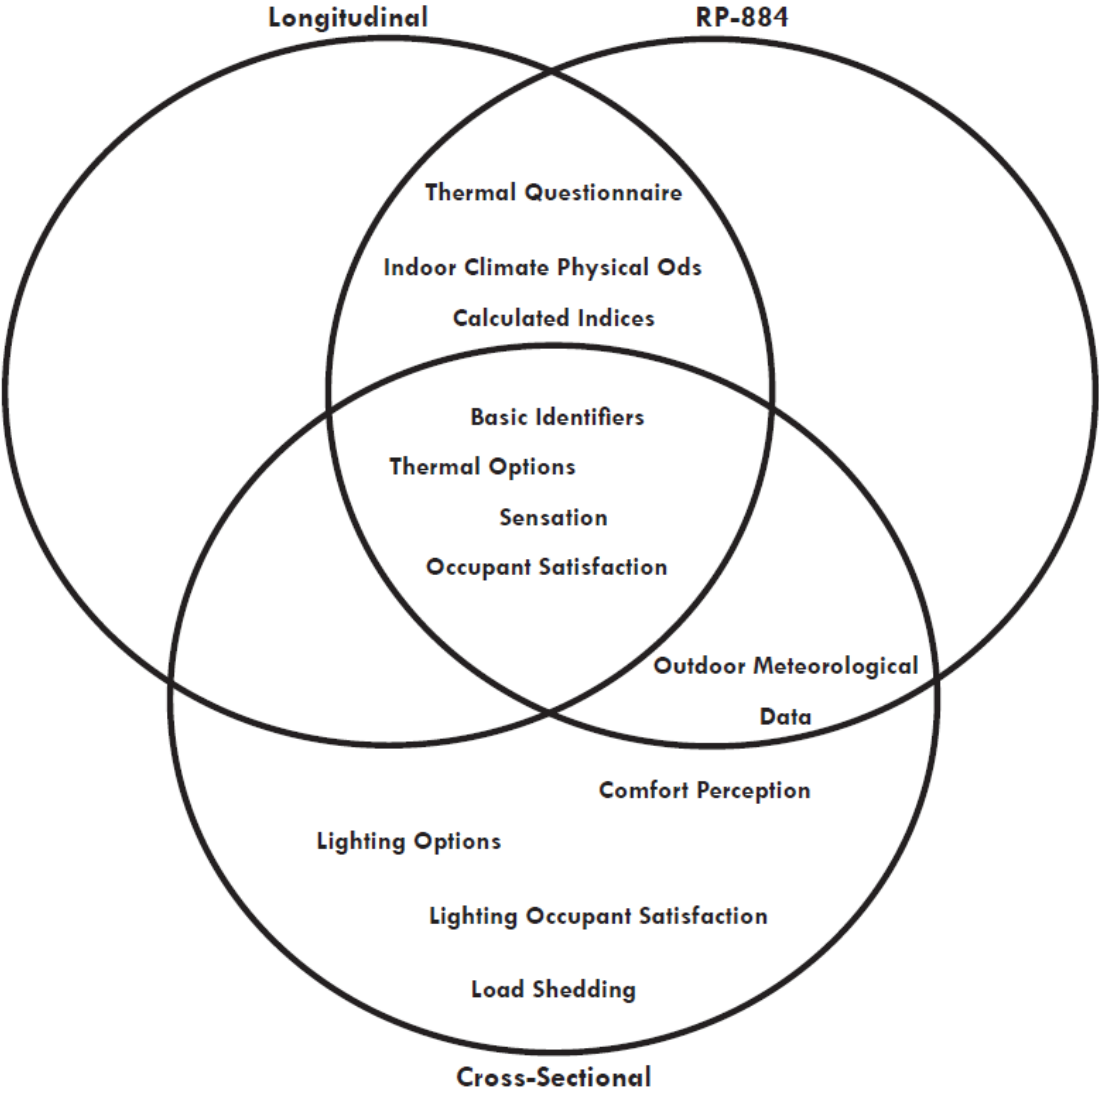 Longitudinal
RP-884
Thermal Questionnaire
Indoor Climate Physical Ods
Calculated Indices
Basic Identifiers
Thermal Options
Sensation
Occupant Satisfaction
Outdoor Meteorological
Data
Comfort Perception
Lighting Options
Lighting Occupant Satisfaction
Load Shedding
Cross-Sectional